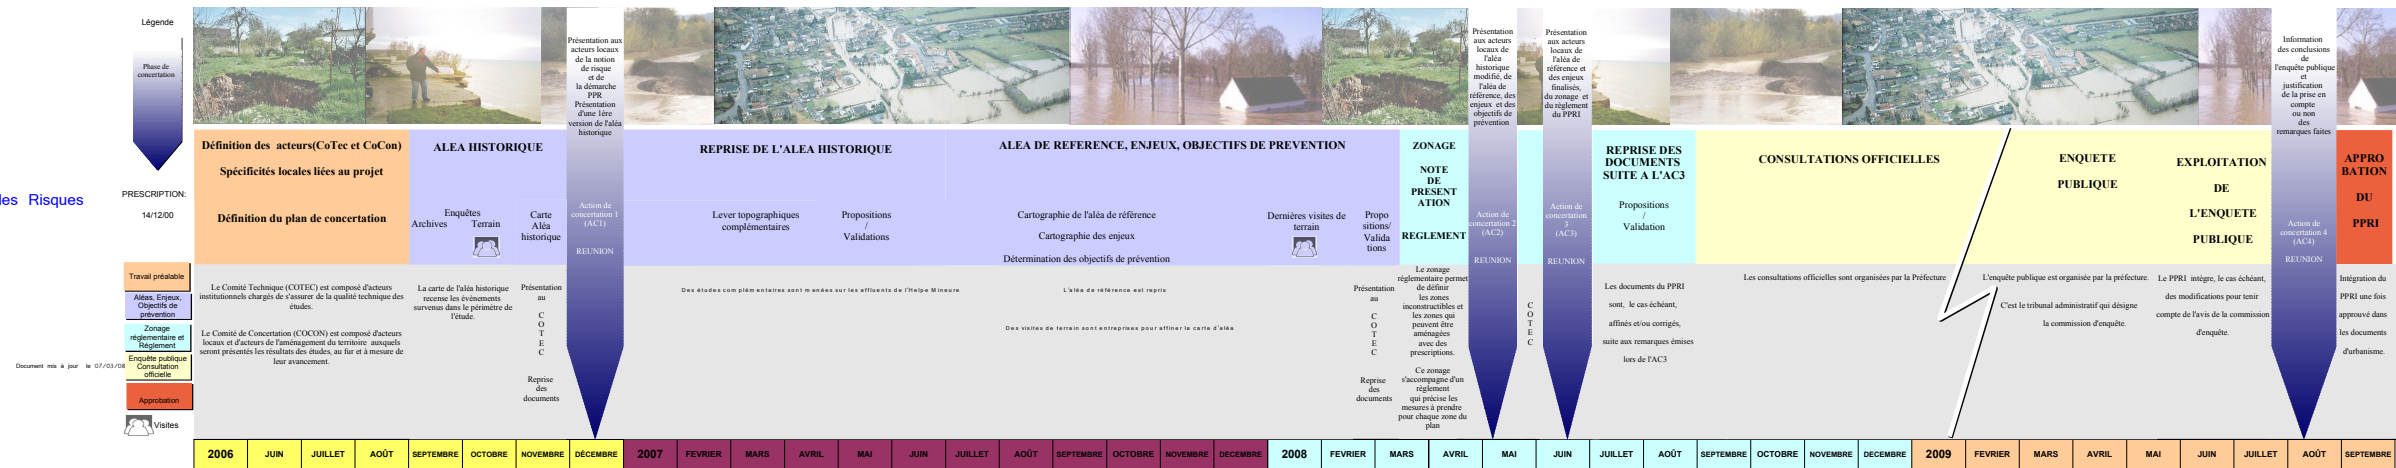 Légende
Phase de
concertation
les Risques
PRESCRIPTION:
14/12/00
Travail préalable
Aléas, Enjeux,
Objectifs de
prévention
Zonage
réglementaire et
Réglement
Enquête publique
Consultation
officielle
Document mis à jour le 07/03/08
Approbation
Visites
Définition des acteurs(CoTec et CoCon)
Spécificités locales liées au projet
Définition du plan de concertation
Le Comité Technique (COTEC) est composé d'acteurs
institutionnels chargés de s'assurer de la qualité technique des
études.
Le Comité de Concertation (COCON) est composé d'acteurs
locaux et d'acteurs de l'aménagement du territoire auxquels
seront présentés les résultats des études, au fur et à mesure de
leur avancement.
ALEA HISTORIQUE
Enquêtes
Archives Terrain
Carte
Aléa
historique
La carte de l'aléa historique
recense les évènements
survenus dans le périmètre de
l'étude.
Présentation
au
C
O
T
E
C
Reprise
des
documents
Présentation aux
acteurs locaux
de la notion
de risque
et de
la démarche
PPR
Présentation
d'une 1ère
version de l'aléa
historique
Action de
concertation 1
(AC1)
REUNION
REPRISE DE L'ALEA HISTORIQUE
Lever topographiques
complémentaires
Propositions
/
Validations
Des études complémentaires sont menées sur les affluents de l'Helpe Mineure
ALEA DE REFERENCE, ENJEUX, OBJECTIFS DE PREVENTION
Cartographie de l'aléa de référence
Cartographie des enjeux
Détermination des objectifs de prévention
Dernières visites de
terrain
Propo
sitions/
Valida
tions
L'aléa de référence est repris
Des visites de terrain sont entreprises pour affiner la carte d'aléa
Présentation
au
C
O
T
E
C
Reprise
des
documents
ZONAGE
NOTE
DE
PRESENT
ATION
REGLEMENT
Le zonage
réglementaire permet
de définir
les zones
inconstructibles et
les zones qui
peuvent être
aménagées
avec des
prescriptions.
Ce zonage
s'accompagne d'un
règlement
qui précise les
mesures à prendre
pour chaque zone du
plan
Présentation
aux acteurs
locaux de
l'aléa
historique
modifié, de
l'aléa de
référence, des
enjeux et des
objectifs de
prévention
Action de
concertation 2
(AC2)
REUNION
C
O
T
E
C
Présentation
aux acteurs
locaux de
l'aléa de
référence et
des enjeux
finalisés,
du zonage et
du règlement
du PPRI
Action de
concertation
3
(AC3)
REUNION
REPRISE DES
DOCUMENTS
SUITE A L'AC3
Propositions
/
Validation
Les documents du PPRI
sont, le cas échéant,
affinés et/ou corrigés,
suite aux remarques émises
lors de l'AC3
CONSULTATIONS OFFICIELLES
Les consultations officielles sont organisées par la Préfecture
ENQUETE
PUBLIQUE
L'enquête publique est organisée par la préfecture.
C'est le tribunal administratif qui désigne
la commission d'enquête.
EXPLOITATION
DE
L'ENQUETE
PUBLIQUE
Le PPRI intègre, le cas échéant,
des modifications pour tenir
compte de l'avis de la commission
d'enquête.
Information
des conclusions
de
l'enquête publique
et
justification
de la prise en
compte
ou non
des
remarques faites
Action de
concertation 4
(AC4)
REUNION
APPRO
BATION
DU
PPRI
Intégration du
PPRI une fois
approuvé dans
les documents
d'urbanisme.
2006 JUIN JUILLET AOÛT SEPTEMBRE OCTOBRE NOVEMBRE DÉCEMBRE 2007 FEVRIER MARS AVRIL MAI JUIN JUILLET AOÛT SEPTEMBRE OCTOBRE NOVEMBRE DECEMBRE 2008 FEVRIER MARS AVRIL MAI JUIN JUILLET AOÛT SEPTEMBRE OCTOBRE NOVEMBRE DECEMBRE 2009 FEVRIER MARS AVRIL MAI JUIN JUILLET AOÛT SEPTEMBRE